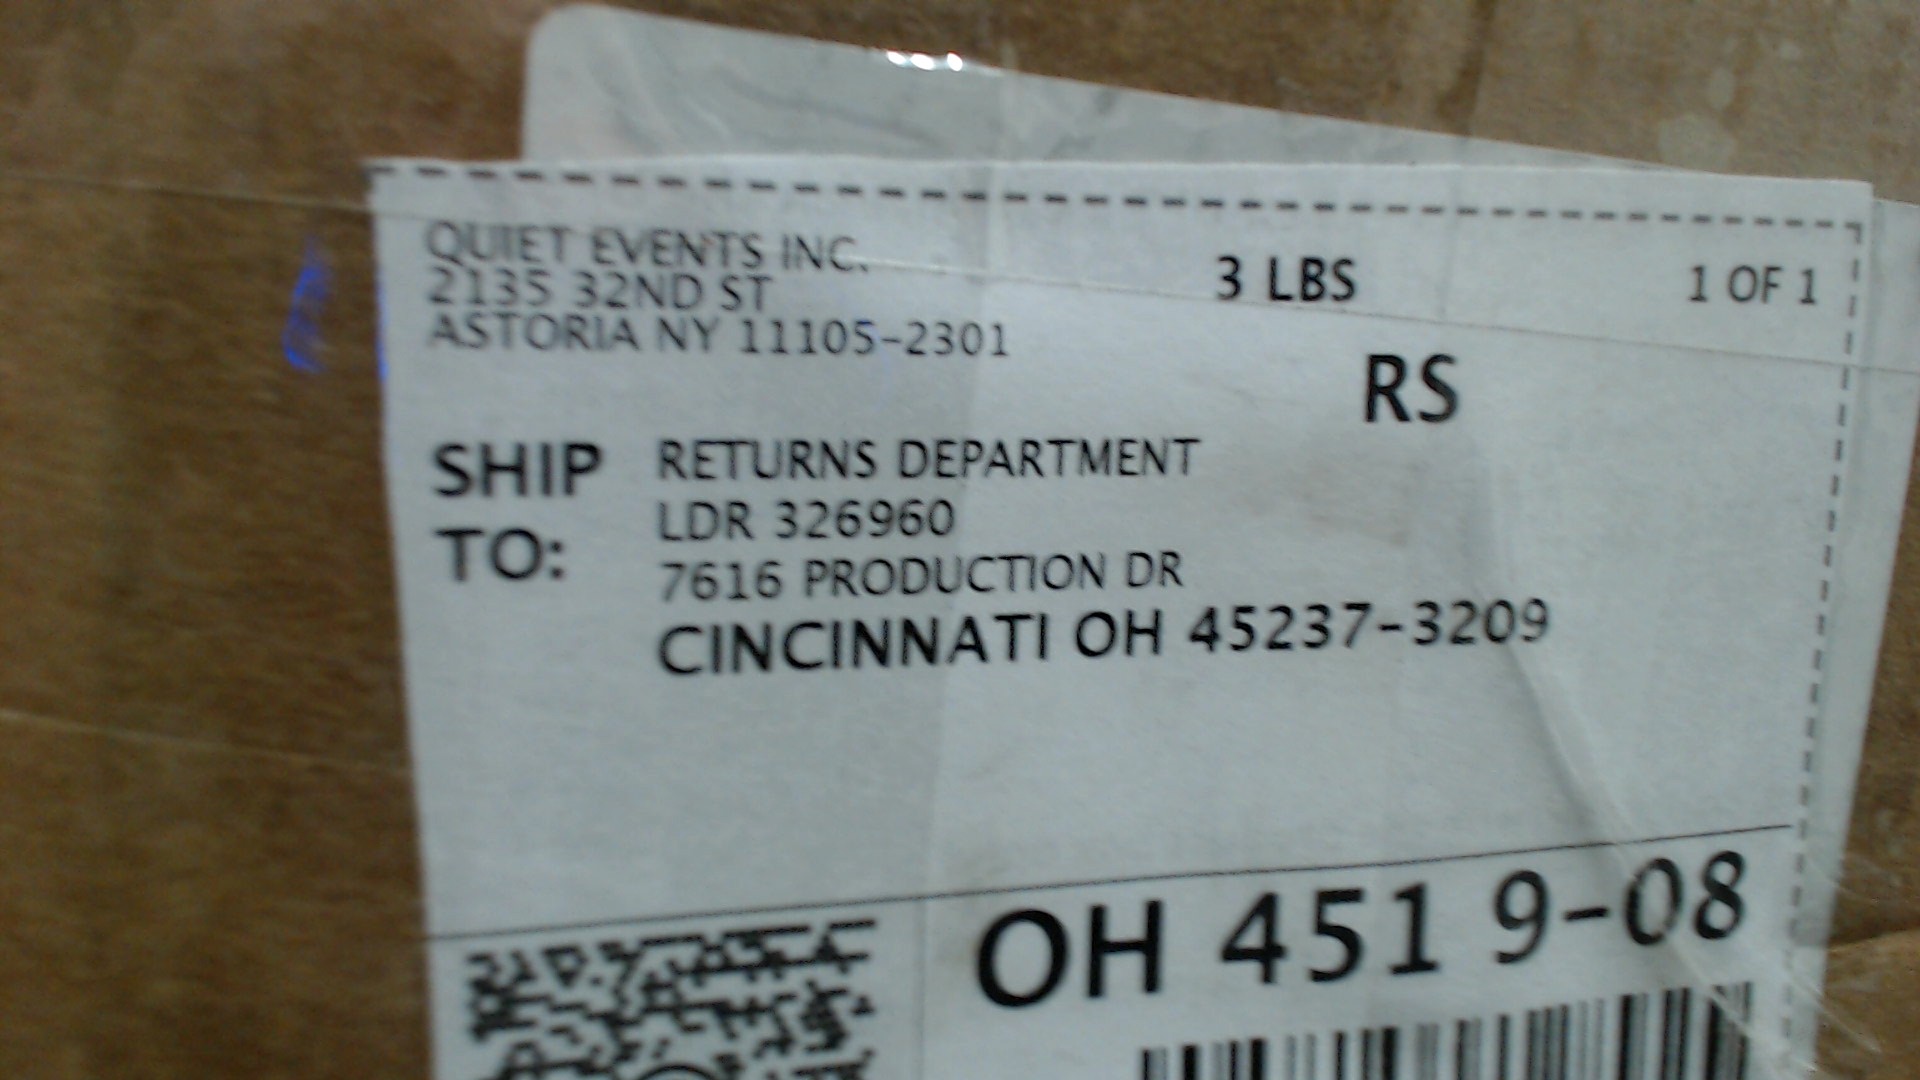 QUIET EVENTS INC.
2135 32ND ST
ASTORIA NY 11105-2301
3 LBS
1 OF 1
RS
SHIP TO:
RETURNS DEPARTMENT
LDR 326960
7616 PRODUCTION DR
CINCINNATI OH 45237-3209
OH 451 9-08